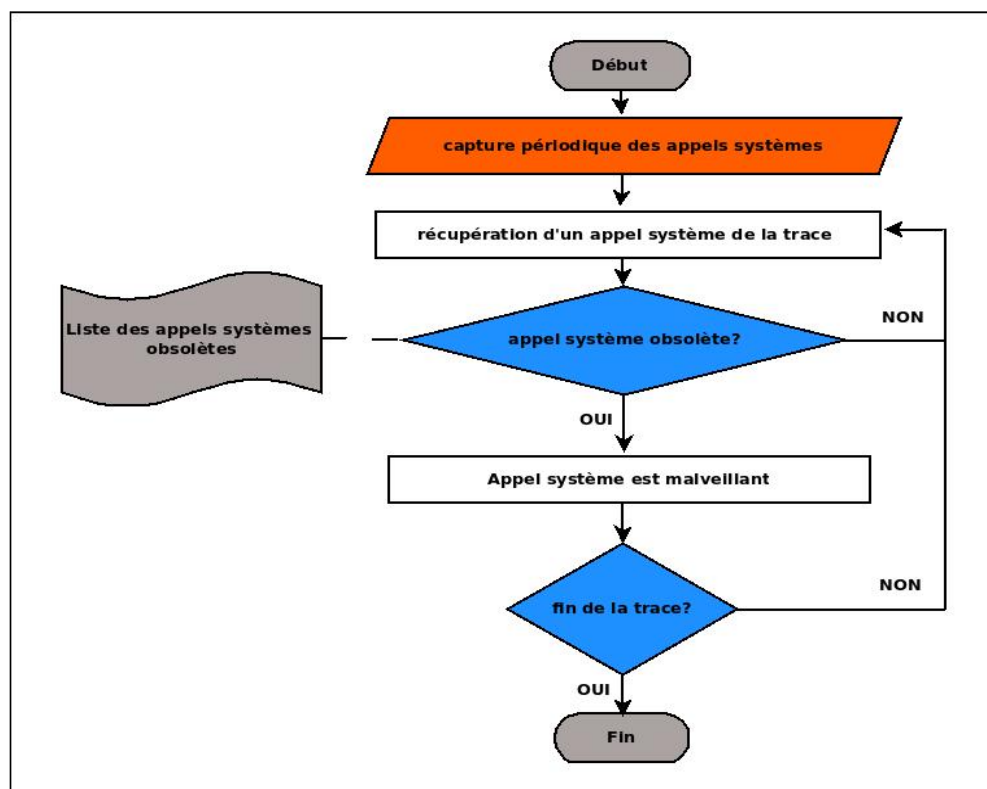 Début
capture périodique des appels systèmes
récupération d'un appel système de la trace
Liste des appels systèmes
obsolètes
appel système obsolète?
NON
OUI
Appel système est malveillant
fin de la trace?
NON
OUI
Fin